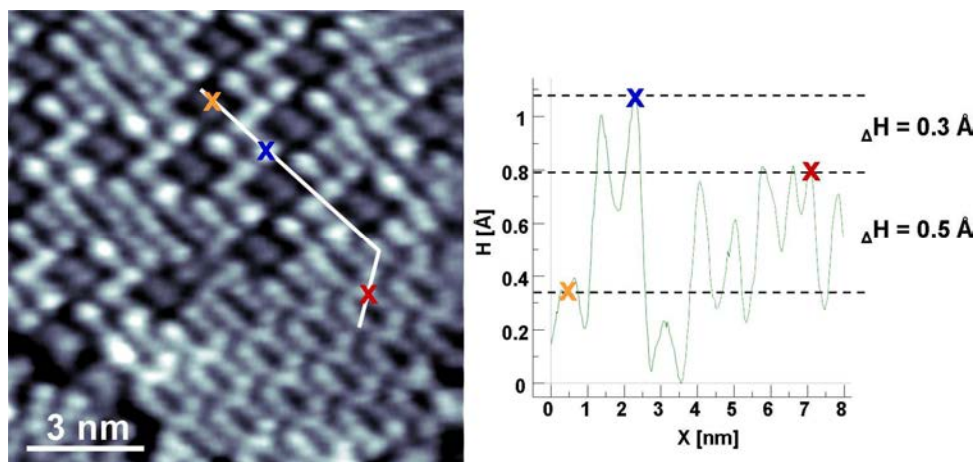 3 nm
H [Å]
1
0.8
0.6
0.4
0.2
0
0 1 2 3 4 5 6 7 8
X [nm]
ΔH = 0.3 Å
ΔH = 0.5 Å
X
X
X
X
X
X